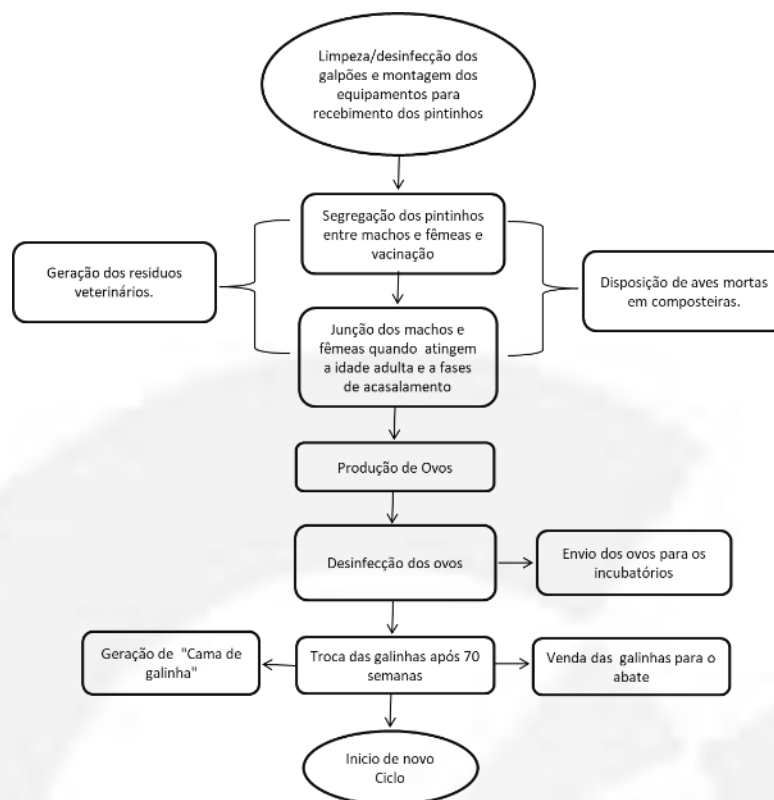 Limpeza/desinfecção dos
galpões e montagem dos
equipamentos para
recebimento dos pintinhos
Segregação dos pintinhos
entre machos e fêmeas e
vacinação
Geração dos residuos
veterinários.
Disposição de aves mortas
em composteiras.
Junção dos machos e
fêmeas quando atingem
a idade adulta e a fases
de acasalamento
Produção de Ovos
Desinfecção dos ovos
Envio dos ovos para os
incubatórios
Geração de "Cama de
galinha"
Troca das galinhas após 70
semanas
Venda das galinhas para o
abate
Inicio de novo
Ciclo